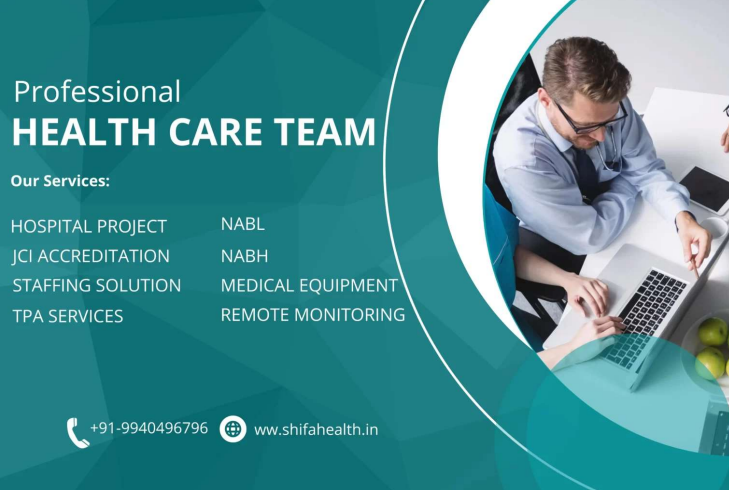 Professional
HEALTH CARE TEAM
Our Services:
HOSPITAL PROJECT
JCI ACCREDITATION
STAFFING SOLUTION
TPA SERVICES
NABL
NABH
MEDICAL EQUIPMENT
REMOTE MONITORING
+91-9940496796
ww.shifahealth.in